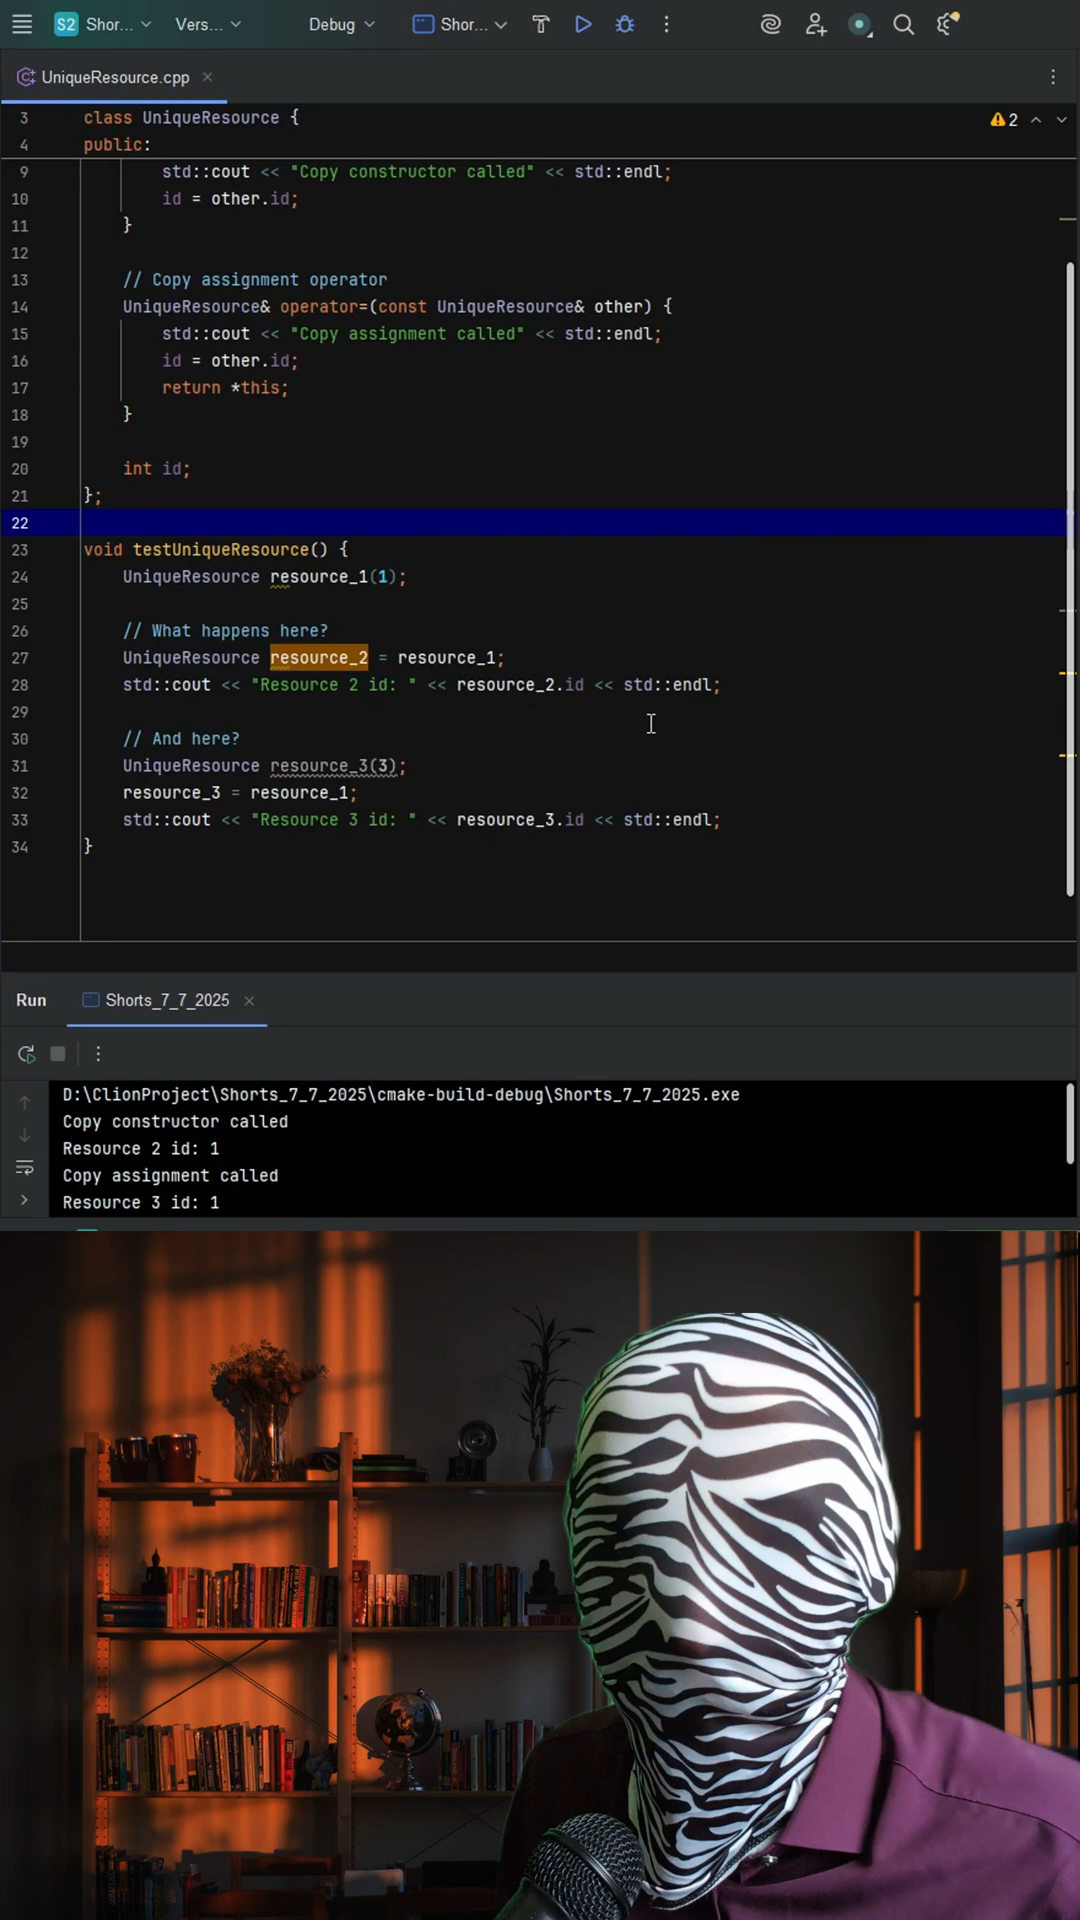 S2 Shor... Vers... Debug Shor...
UniqueResource.cpp
3 class UniqueResource {
2
4 public:
9 std::cout << "Copy constructor called" << std::endl;
10 id = other.id;
11 }
12
13 // Copy assignment operator
14 UniqueResource& operator=(const UniqueResource& other) {
15 std::cout << "Copy assignment called" << std::endl;
16 id = other.id;
17 return *this;
18 }
19
20 int id;
21 };
22
23 void testUniqueResource() {
24 UniqueResource resource_1(1);
25
26 // What happens here?
27 UniqueResource resource_2 = resource_1;
28 std::cout << "Resource 2 id: " << resource_2.id << std::endl;
29
30 // And here?
31 UniqueResource resource_3(3);
32 resource_3 = resource_1;
33 std::cout << "Resource 3 id: " << resource_3.id << std::endl;
34 }
Run Shorts_7_7_2025
D:\ClionProject\Shorts_7_7_2025\cmake-build-debug\Shorts_7_7_2025.exe
Copy constructor called
Resource 2 id: 1
Copy assignment called
Resource 3 id: 1